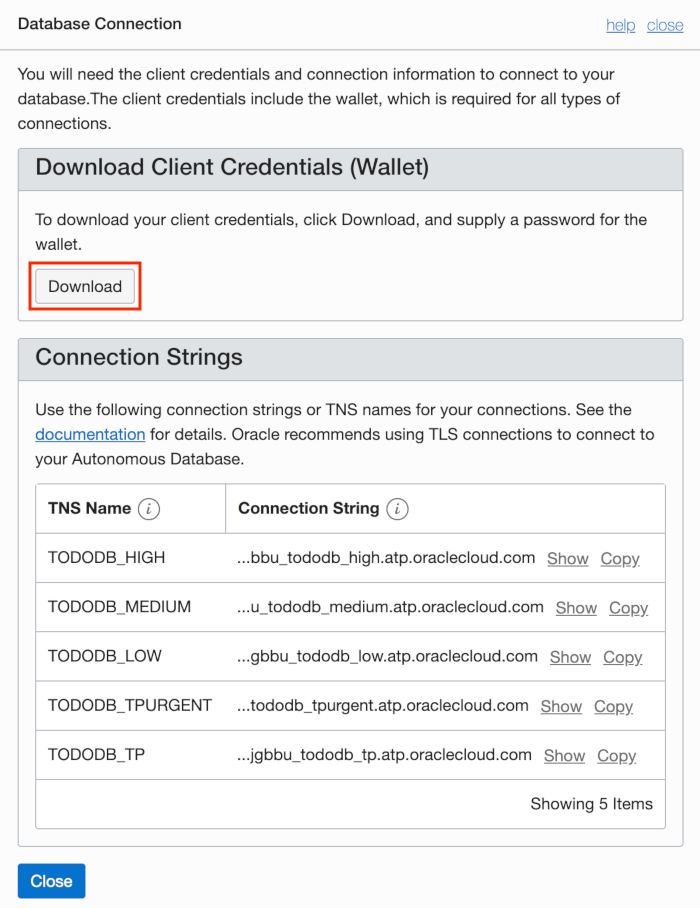 Database Connection help close
You will need the client credentials and connection information to connect to your
database.The client credentials include the wallet, which is required for all types of
connections.
Download Client Credentials (Wallet)
To download your client credentials, click Download, and supply a password for the
wallet.
Download
Connection Strings
Use the following connection strings or TNS names for your connections. See the
documentation for details. Oracle recommends using TLS connections to connect to
your Autonomous Database.
TNS Name i Connection String i
TODODB_HIGH ...bbu_tododb_high.atp.oraclecloud.com Show Copy
TODODB_MEDIUM ...u_tododb_medium.atp.oraclecloud.com Show Copy
TODODB_LOW ...gbbu_tododb_low.atp.oraclecloud.com Show Copy
TODODB_TPURGENT ...tododb_tpurgent.atp.oraclecloud.com Show Copy
TODODB_TP ...jgbbu_tododb_tp.atp.oraclecloud.com Show Copy
Showing 5 Items
Close